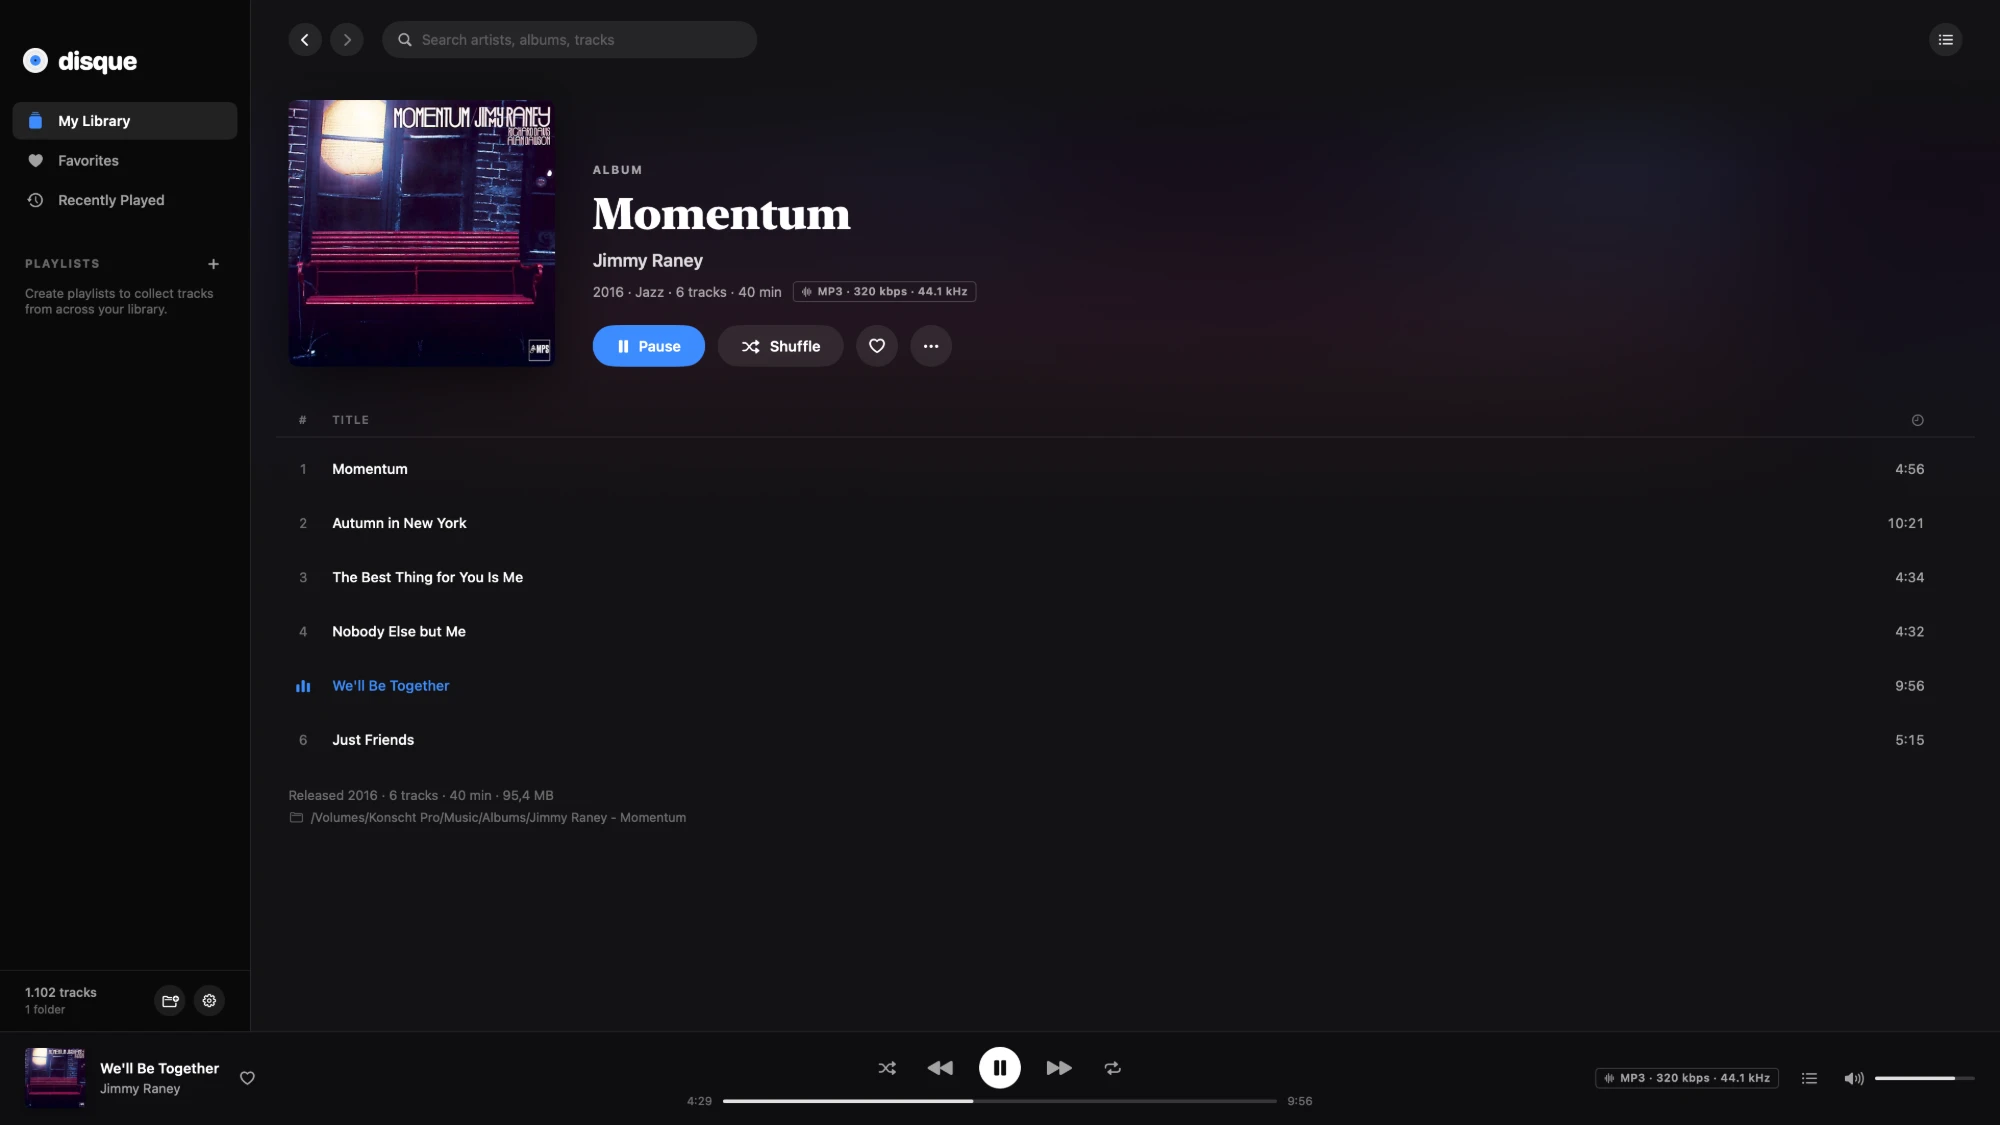 disque
My Library
Favorites
Recently Played
PLAYLISTS +
Create playlists to collect tracks
from across your library.
1.102 tracks
1 folder
Search artists, albums, tracks
MOMENTUM JIMMY RANEY
RICHARD DAVIS
ALAN DAWSON
MPS
ALBUM
Momentum
Jimmy Raney
2016 · Jazz · 6 tracks · 40 min MP3 · 320 kbps · 44.1 kHz
Pause Shuffle
# TITLE
1 Momentum 4:56
2 Autumn in New York 10:21
3 The Best Thing for You Is Me 4:34
4 Nobody Else but Me 4:32
We'll Be Together 9:56
6 Just Friends 5:15
Released 2016 · 6 tracks · 40 min · 95,4 MB
/Volumes/Konscht Pro/Music/Albums/Jimmy Raney - Momentum
We'll Be Together
Jimmy Raney
4:29 9:56
MP3 · 320 kbps · 44.1 kHz